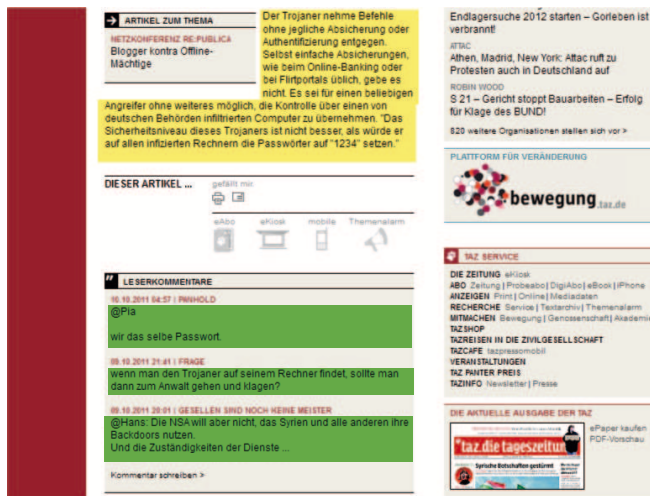 ARTIKEL ZUM THEMA
NETZKONFERENZ RE:PUBLICA
Blogger kontra Offline-
Mächtige
Der Trojaner nehme Befehle
ohne jegliche Absicherung oder
Authentifizierung entgegen.
Selbst einfache Absicherungen,
wie beim Online-Banking oder
bei Flirtportals üblich, gebe es
nicht. Es sei für einen beliebigen
Angreifer ohne weiteres möglich, die Kontrolle über einen von
deutschen Behörden infiltrierten Computer zu übernehmen. "Das
Sicherheitsniveau dieses Trojaners ist nicht besser, als würde er
auf allen infizierten Rechnern die Passwörter auf "1234" setzen."
DIESER ARTIKEL ...
gefällt mir
eAbo eKiosk mobile Themenalarm
LESERKOMMENTARE
10.10.2011 04:57 | PANHOLD
@Pia
wir das selbe Passwort.
09.10.2011 21:41 | FRAGE
wenn man den Trojaner auf seinem Rechner findet, sollte man
dann zum Anwalt gehen und klagen?
09.10.2011 20:01 | GESELLEN SIND NOCH KEINE MEISTER
@Hans: Die NSA will aber nicht, das Syrien und alle anderen ihre
Backdoors nutzen.
Und die Zuständigkeiten der Dienste ...
Kommentar schreiben >
Endlagersuche 2012 starten – Gorleben ist
verbrannt!
ATTAC
Athen, Madrid, New York: Attac ruft zu
Protesten auch in Deutschland auf
ROBIN WOOD
S 21 – Gericht stoppt Bauarbeiten – Erfolg
für Klage des BUND!
820 weitere Organisationen stellen sich vor >
PLATTFORM FÜR VERÄNDERUNG
bewegung.taz.de
TAZ SERVICE
DIE ZEITUNG eKiosk
ABO Zeitung | Probeabo | DigiAbo | eBook | iPhone
ANZEIGEN Print | Online | Mediadaten
RECHERCHE Service | Textarchiv | Themenalarm
MITMACHEN Bewegung | Genossenschaft | Akademie
TAZSHOP
TAZREISEN IN DIE ZIVILGESELLSCHAFT
TAZCAFE tazpressomobil
VERANSTALTUNGEN
TAZ PANTER PREIS
TAZINFO Newsletter | Presse
DIE AKTUELLE AUSGABE DER TAZ
taz.die tageszeitung
Syrische Botschaften gestürmt
ePaper kaufen
PDF-Vorschau